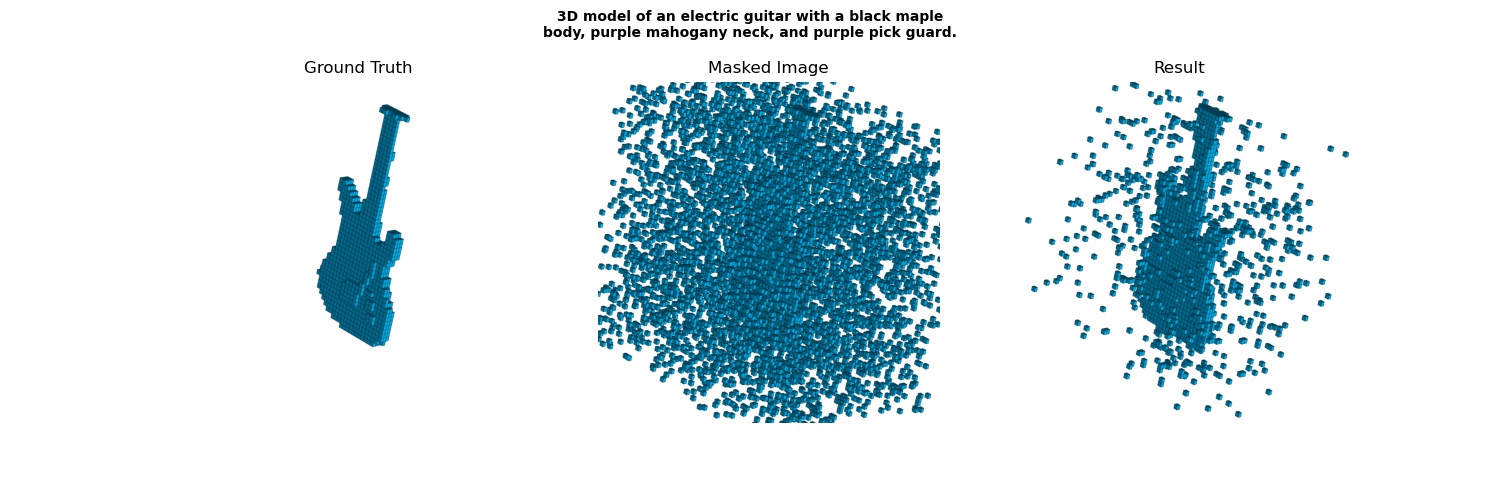 3D model of an electric guitar with a black maple
body, purple mahogany neck, and purple pick guard.
Ground Truth
Masked Image
Result